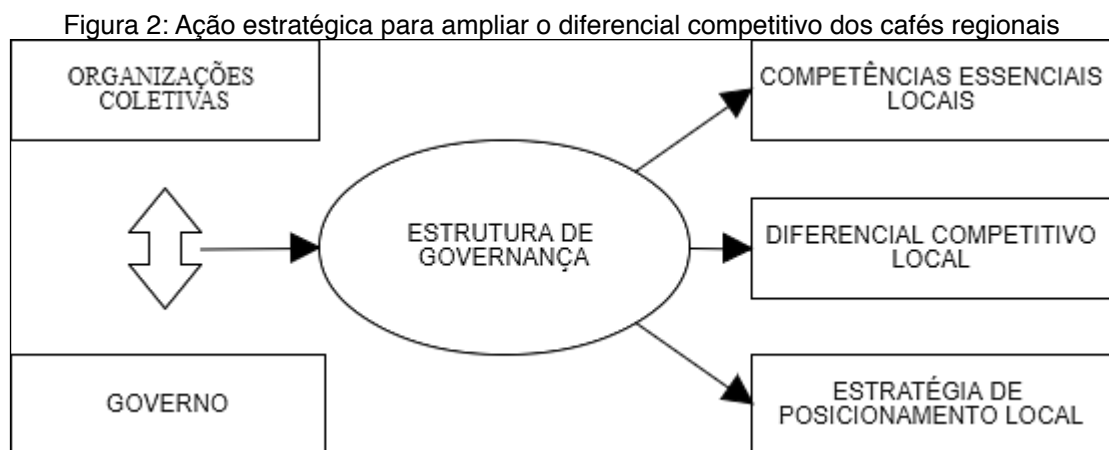 Figura 2: Ação estratégica para ampliar o diferencial competitivo dos cafés regionais
ORGANIZAÇÕES
COLETIVAS
GOVERNO
ESTRUTURA DE
GOVERNANÇA
COMPETÊNCIAS ESSENCIAIS
LOCAIS
DIFERENCIAL COMPETITIVO
LOCAL
ESTRATÉGIA DE
POSICIONAMENTO LOCAL